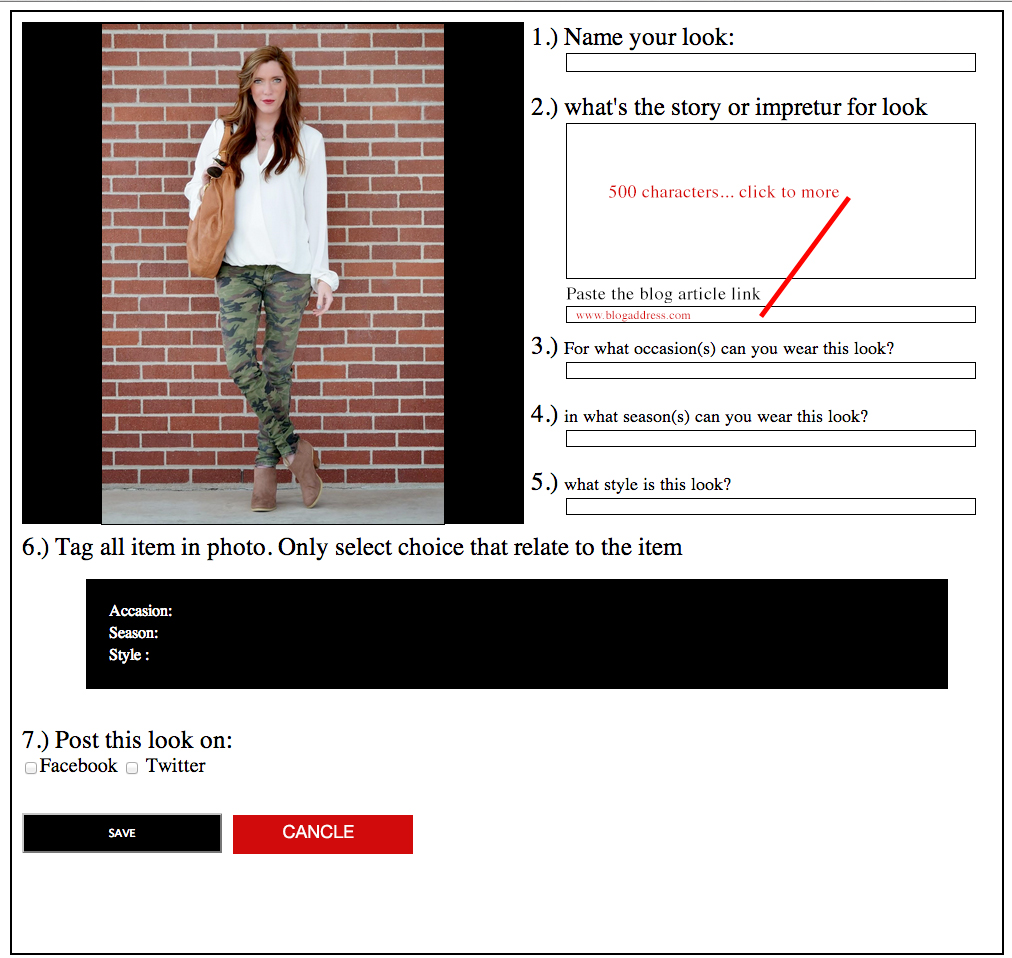 1.) Name your look:
2.) what's the story or impretur for look
500 characters... click to more
Paste the blog article link
www.blogaddress.com
3.) For what occasion(s) can you wear this look?
4.) in what season(s) can you wear this look?
5.) what style is this look?
6.) Tag all item in photo. Only select choice that relate to the item
Accasion:
Season:
Style :
7.) Post this look on:
Facebook Twitter
SAVE CANCLE